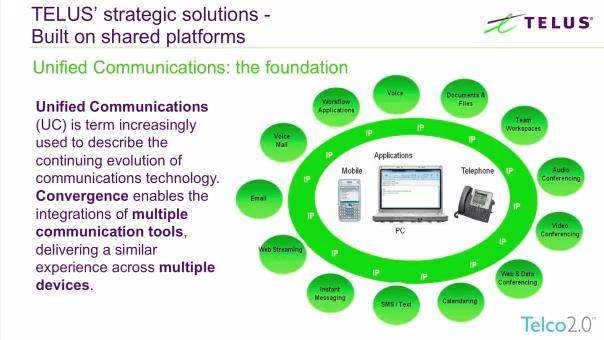 TELUS’ strategic solutions -
Built on shared platforms
TELUS®
Unified Communications: the foundation
Unified Communications
(UC) is term increasingly
used to describe the
continuing evolution of
communications technology.
Convergence enables the
integrations of multiple
communication tools,
delivering a similar
experience across multiple
devices.
Voice
Documents &
Files
Team
Workspaces
Audio
Conferencing
Video
Conferencing
Web & Data
Conferencing
Calendaring
SMS / Text
Instant
Messaging
Web Streaming
Email
Voice
Mail
Workflow
Applications
IP
IP
IP
IP
IP
IP
IP
IP
IP
IP
IP
IP
IP
IP
Applications
Mobile
Telephone
PC
Telco2.0™